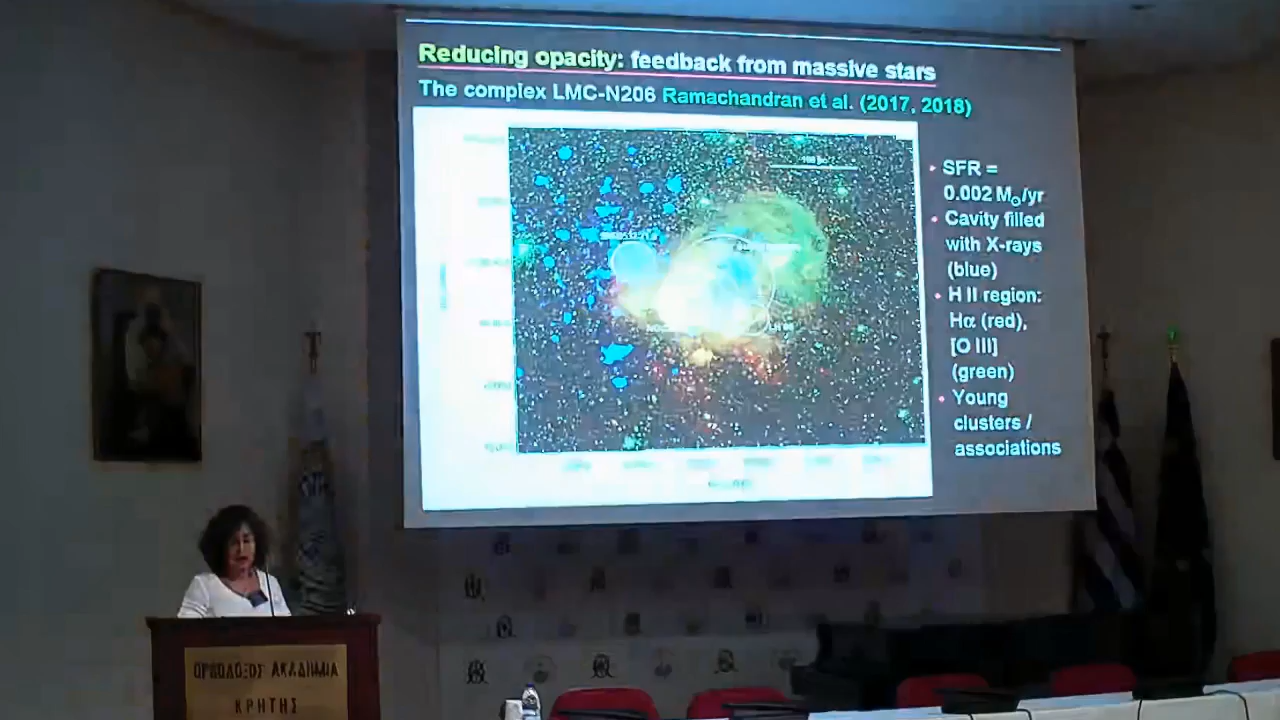 Reducing opacity: feedback from massive stars
The complex LMC-N206 Ramachandran et al. (2017, 2018)
SFR =
0.002 M⊙/yr
Cavity filled
with X-rays
(blue)
H II region:
Hα (red),
[O III]
(green)
Young
clusters /
associations
ΟΡΘΟΔΟΞΟΣ ΑΚΑΔΗΜΙΑ
ΚΡΗΤΗΣ